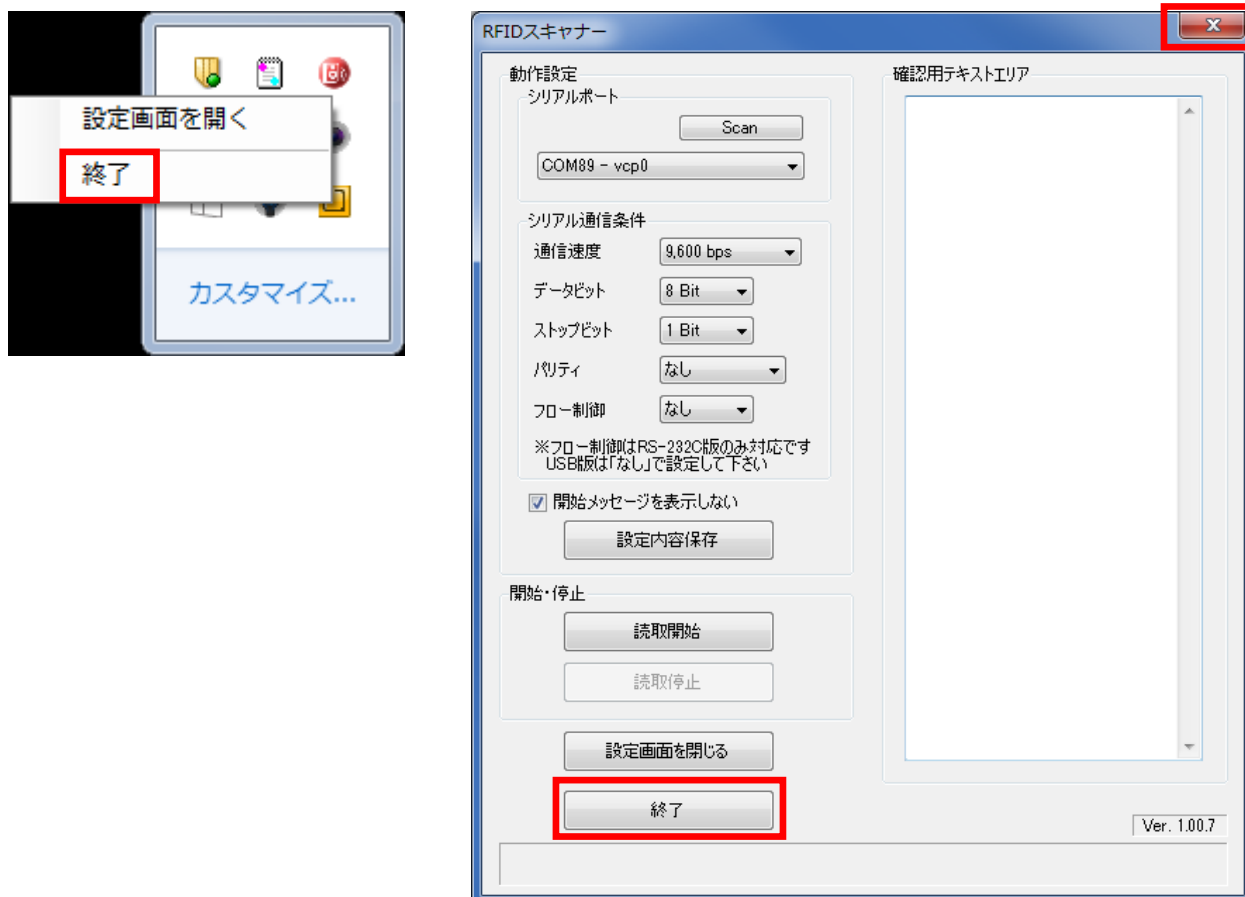 設定画面を開く
終了
カスタマイズ...
RFIDスキャナー
動作設定
シリアルポート
Scan
COM89 - vcp0
シリアル通信条件
通信速度 9,600 bps
データビット 8 Bit
ストップビット 1 Bit
パリティ なし
フロー制御 なし
※フロー制御はRS-232C版のみ対応です
USB版は「なし」で設定して下さい
開始メッセージを表示しない
設定内容保存
開始・停止
読取開始
読取停止
設定画面を閉じる
終了
確認用テキストエリア
Ver. 1.00.7